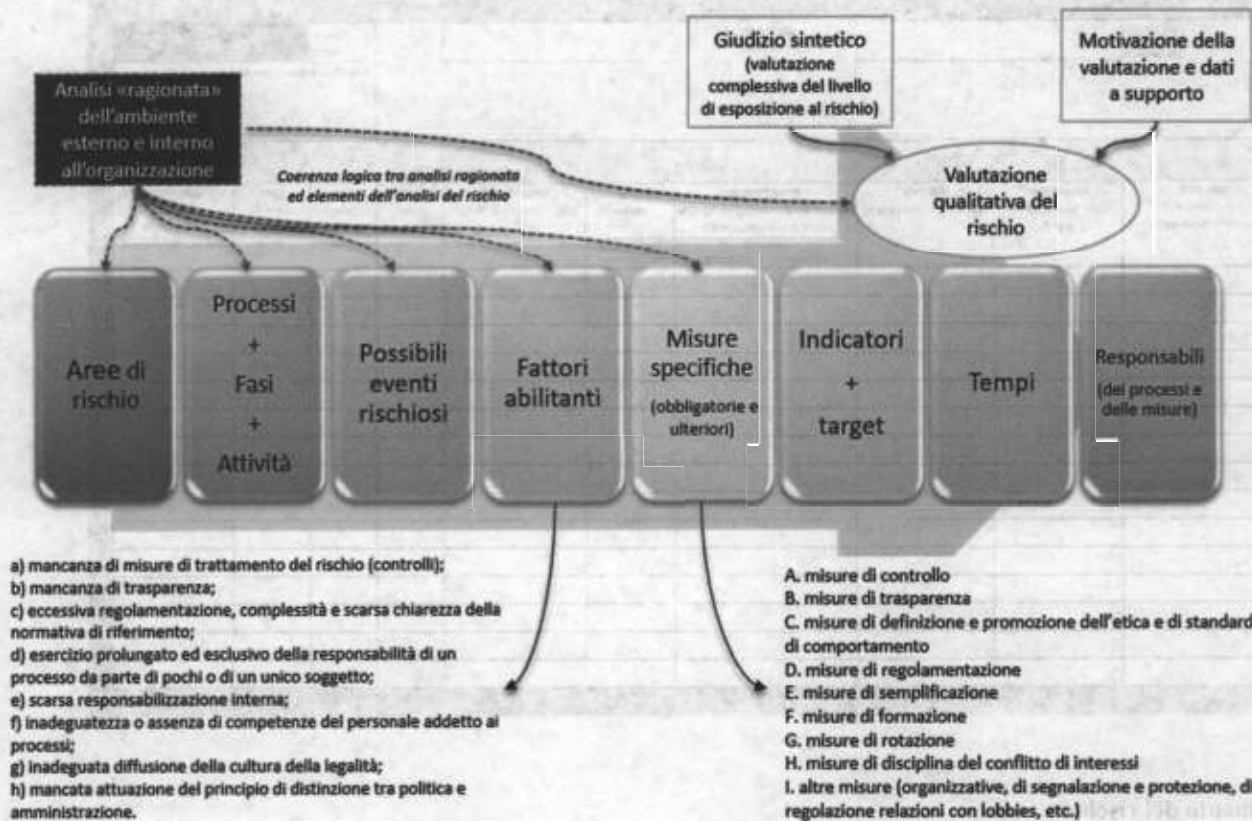 Giudizio sintetico
(valutazione
complessiva del livello
di esposizione al rischio)
Motivazione della
valutazione e dati
a supporto
Analisi «ragionata»
dell'ambiente
esterno e interno
all'organizzazione
Coerenza logica tra analisi ragionata
ed elementi dell'analisi del rischio
Valutazione
qualitativa del
rischio
Aree di
rischio
Processi
+
Fasi
+
Attività
Possibili
eventi
rischiosi
Fattori
abilitanti
Misure
specifiche
(obbligatorie e
ulteriori)
Indicatori
+
target
Tempi
Responsabili
(dei processi e
delle misure)
a) mancanza di misure di trattamento del rischio (controlli);
b) mancanza di trasparenza;
c) eccessiva regolamentazione, complessità e scarsa chiarezza della
normativa di riferimento;
d) esercizio prolungato ed esclusivo della responsabilità di un
processo da parte di pochi o di un unico soggetto;
e) scarsa responsabilizzazione interna;
f) inadeguatezza o assenza di competenze del personale addetto ai
processi;
g) inadeguata diffusione della cultura della legalità;
h) mancata attuazione del principio di distinzione tra politica e
amministrazione.
A. misure di controllo
B. misure di trasparenza
C. misure di definizione e promozione dell'etica e di standard
di comportamento
D. misure di regolamentazione
E. misure di semplificazione
F. misure di formazione
G. misure di rotazione
H. misure di disciplina del conflitto di interessi
I. altre misure (organizzative, di segnalazione e protezione, di
regolazione relazioni con lobbies, etc.)